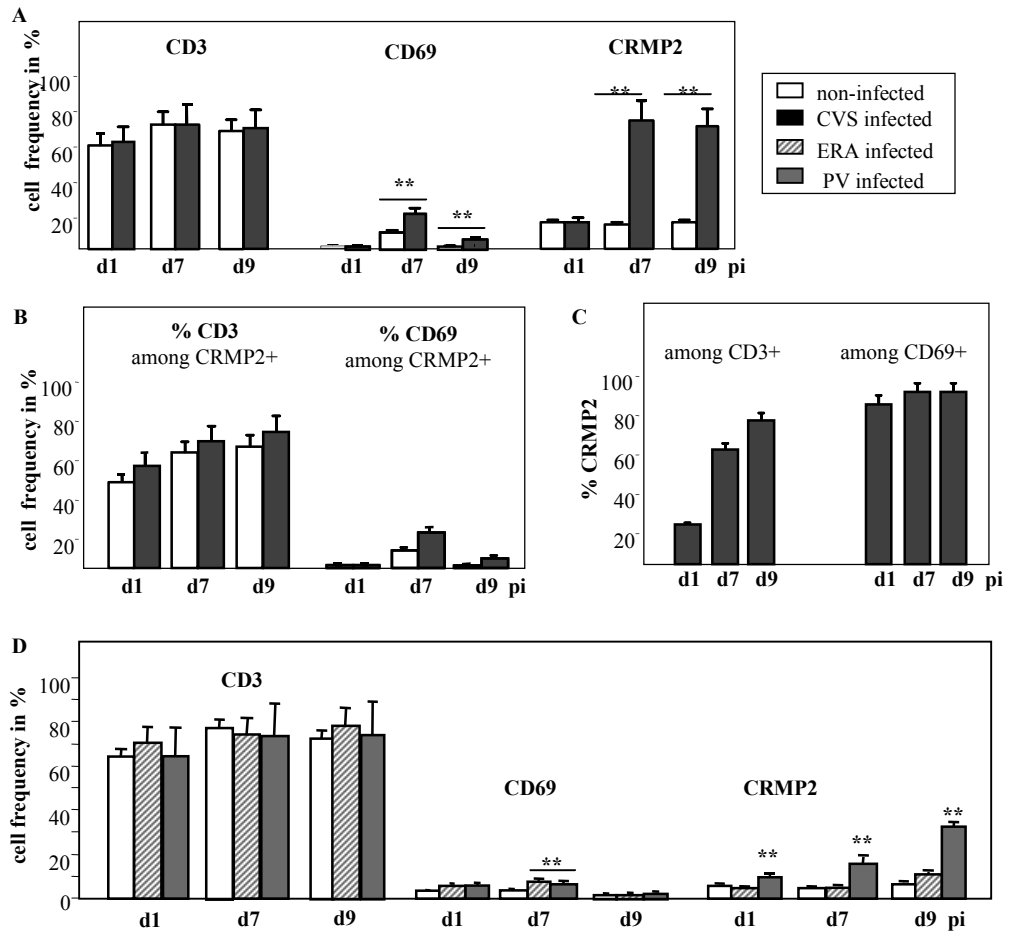 A
CD3
CD69
CRMP2
cell frequency in %
100
80
60
40
20
**
**
**
**
d1 d7 d9
d1 d7 d9
d1 d7 d9 pi
non-infected
CVS infected
ERA infected
PV infected
B
% CD3
among CRMP2+
% CD69
among CRMP2+
cell frequency in %
100
80
60
40
20
d1 d7 d9
d1 d7 d9 pi
C
among CD3+
among CD69+
% CRMP2
100
80
60
40
20
d1 d7 d9
d1 d7 d9 pi
D
CD3
CD69
CRMP2
cell frequency in %
100
80
60
40
20
0
**
**
**
**
d1 d7 d9
d1 d7 d9
d1 d7 d9 pi